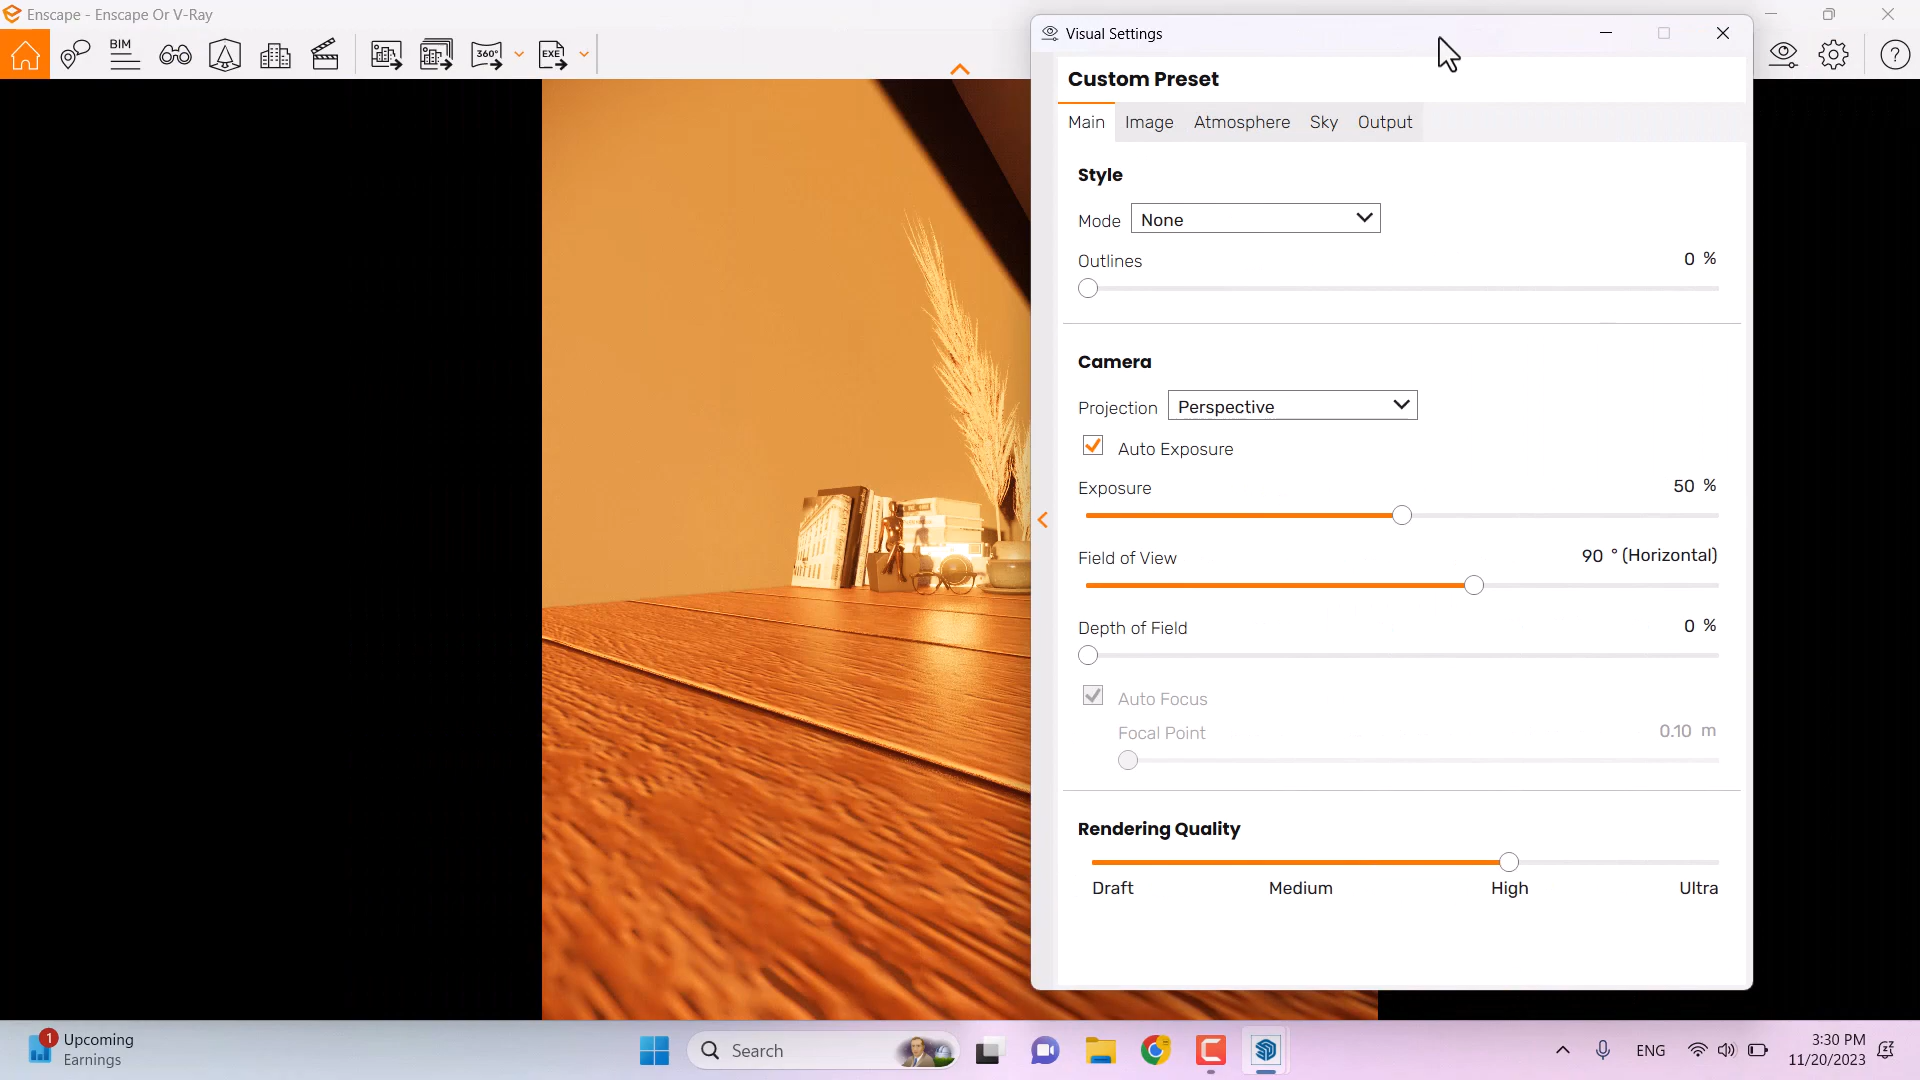 Enscape - Enscape Or V-Ray
BIM
360°
EXE
?
Visual Settings
Custom Preset
Main Image Atmosphere Sky Output
Style
Mode None
Outlines 0 %
Camera
Projection Perspective
Auto Exposure
Exposure 50 %
Field of View 90 ° (Horizontal)
Depth of Field 0 %
Auto Focus
Focal Point 0.10 m
Rendering Quality
Draft Medium High Ultra
1
Upcoming
Earnings
Search
ENG
3:30 PM
11/20/2023